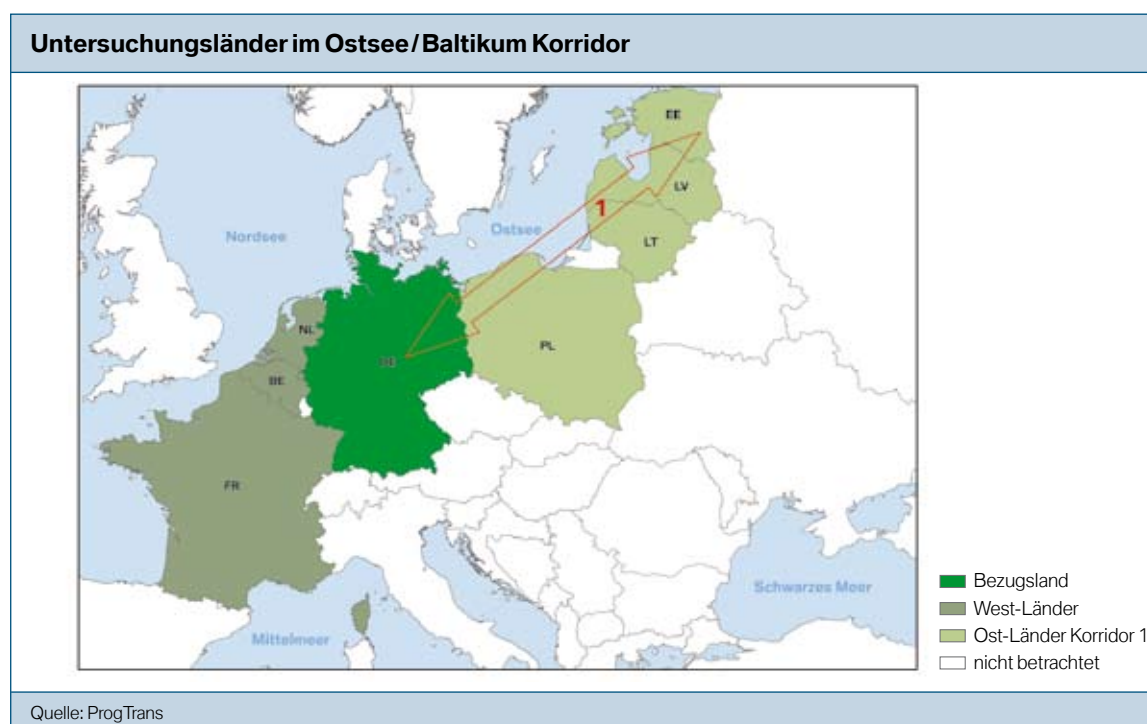 Untersuchungsländer im Ostsee/Baltikum Korridor
EE
LV
1
LT
Nordsee
Ostsee
NL
DE
PL
BE
FR
Schwarzes Meer
Mittelmeer
Bezugsland
West-Länder
Ost-Länder Korridor 1
nicht betrachtet
Quelle: ProgTrans